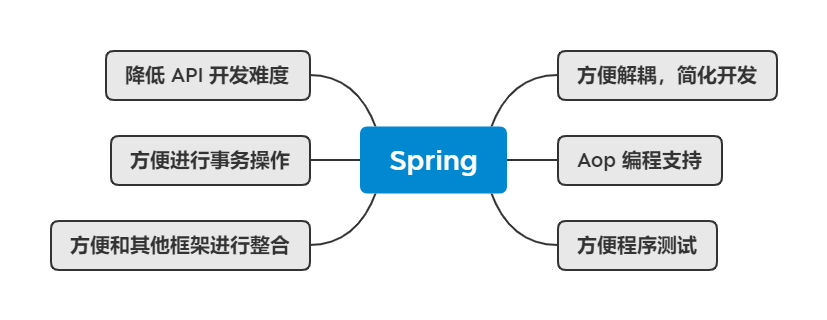 降低 API 开发难度
方便解耦，简化开发
方便进行事务操作
Spring
Aop 编程支持
方便和其他框架进行整合
方便程序测试